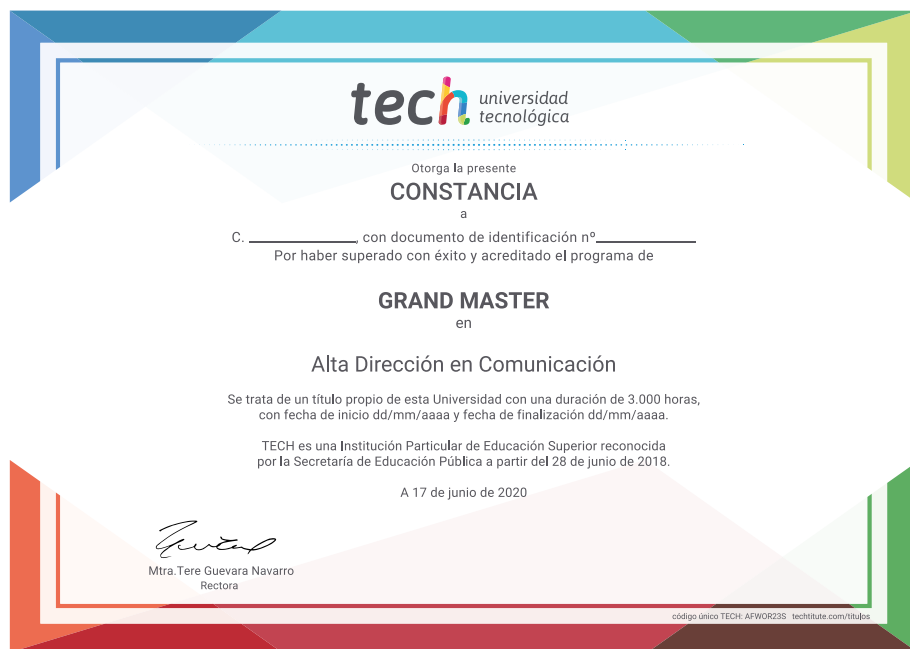 tech universidad
tecnológica
Otorga la presente
CONSTANCIA
a
C. ____________, con documento de identificación nº____________
Por haber superado con éxito y acreditado el programa de
GRAND MASTER
en
Alta Dirección en Comunicación
Se trata de un título propio de esta Universidad con una duración de 3.000 horas,
con fecha de inicio dd/mm/aaaa y fecha de finalización dd/mm/aaaa.
TECH es una Institución Particular de Educación Superior reconocida
por la Secretaría de Educación Pública a partir del 28 de junio de 2018.
A 17 de junio de 2020
Mtra.Tere Guevara Navarro
Rectora
código único TECH: AFWOR23S techtitute.com/titulos